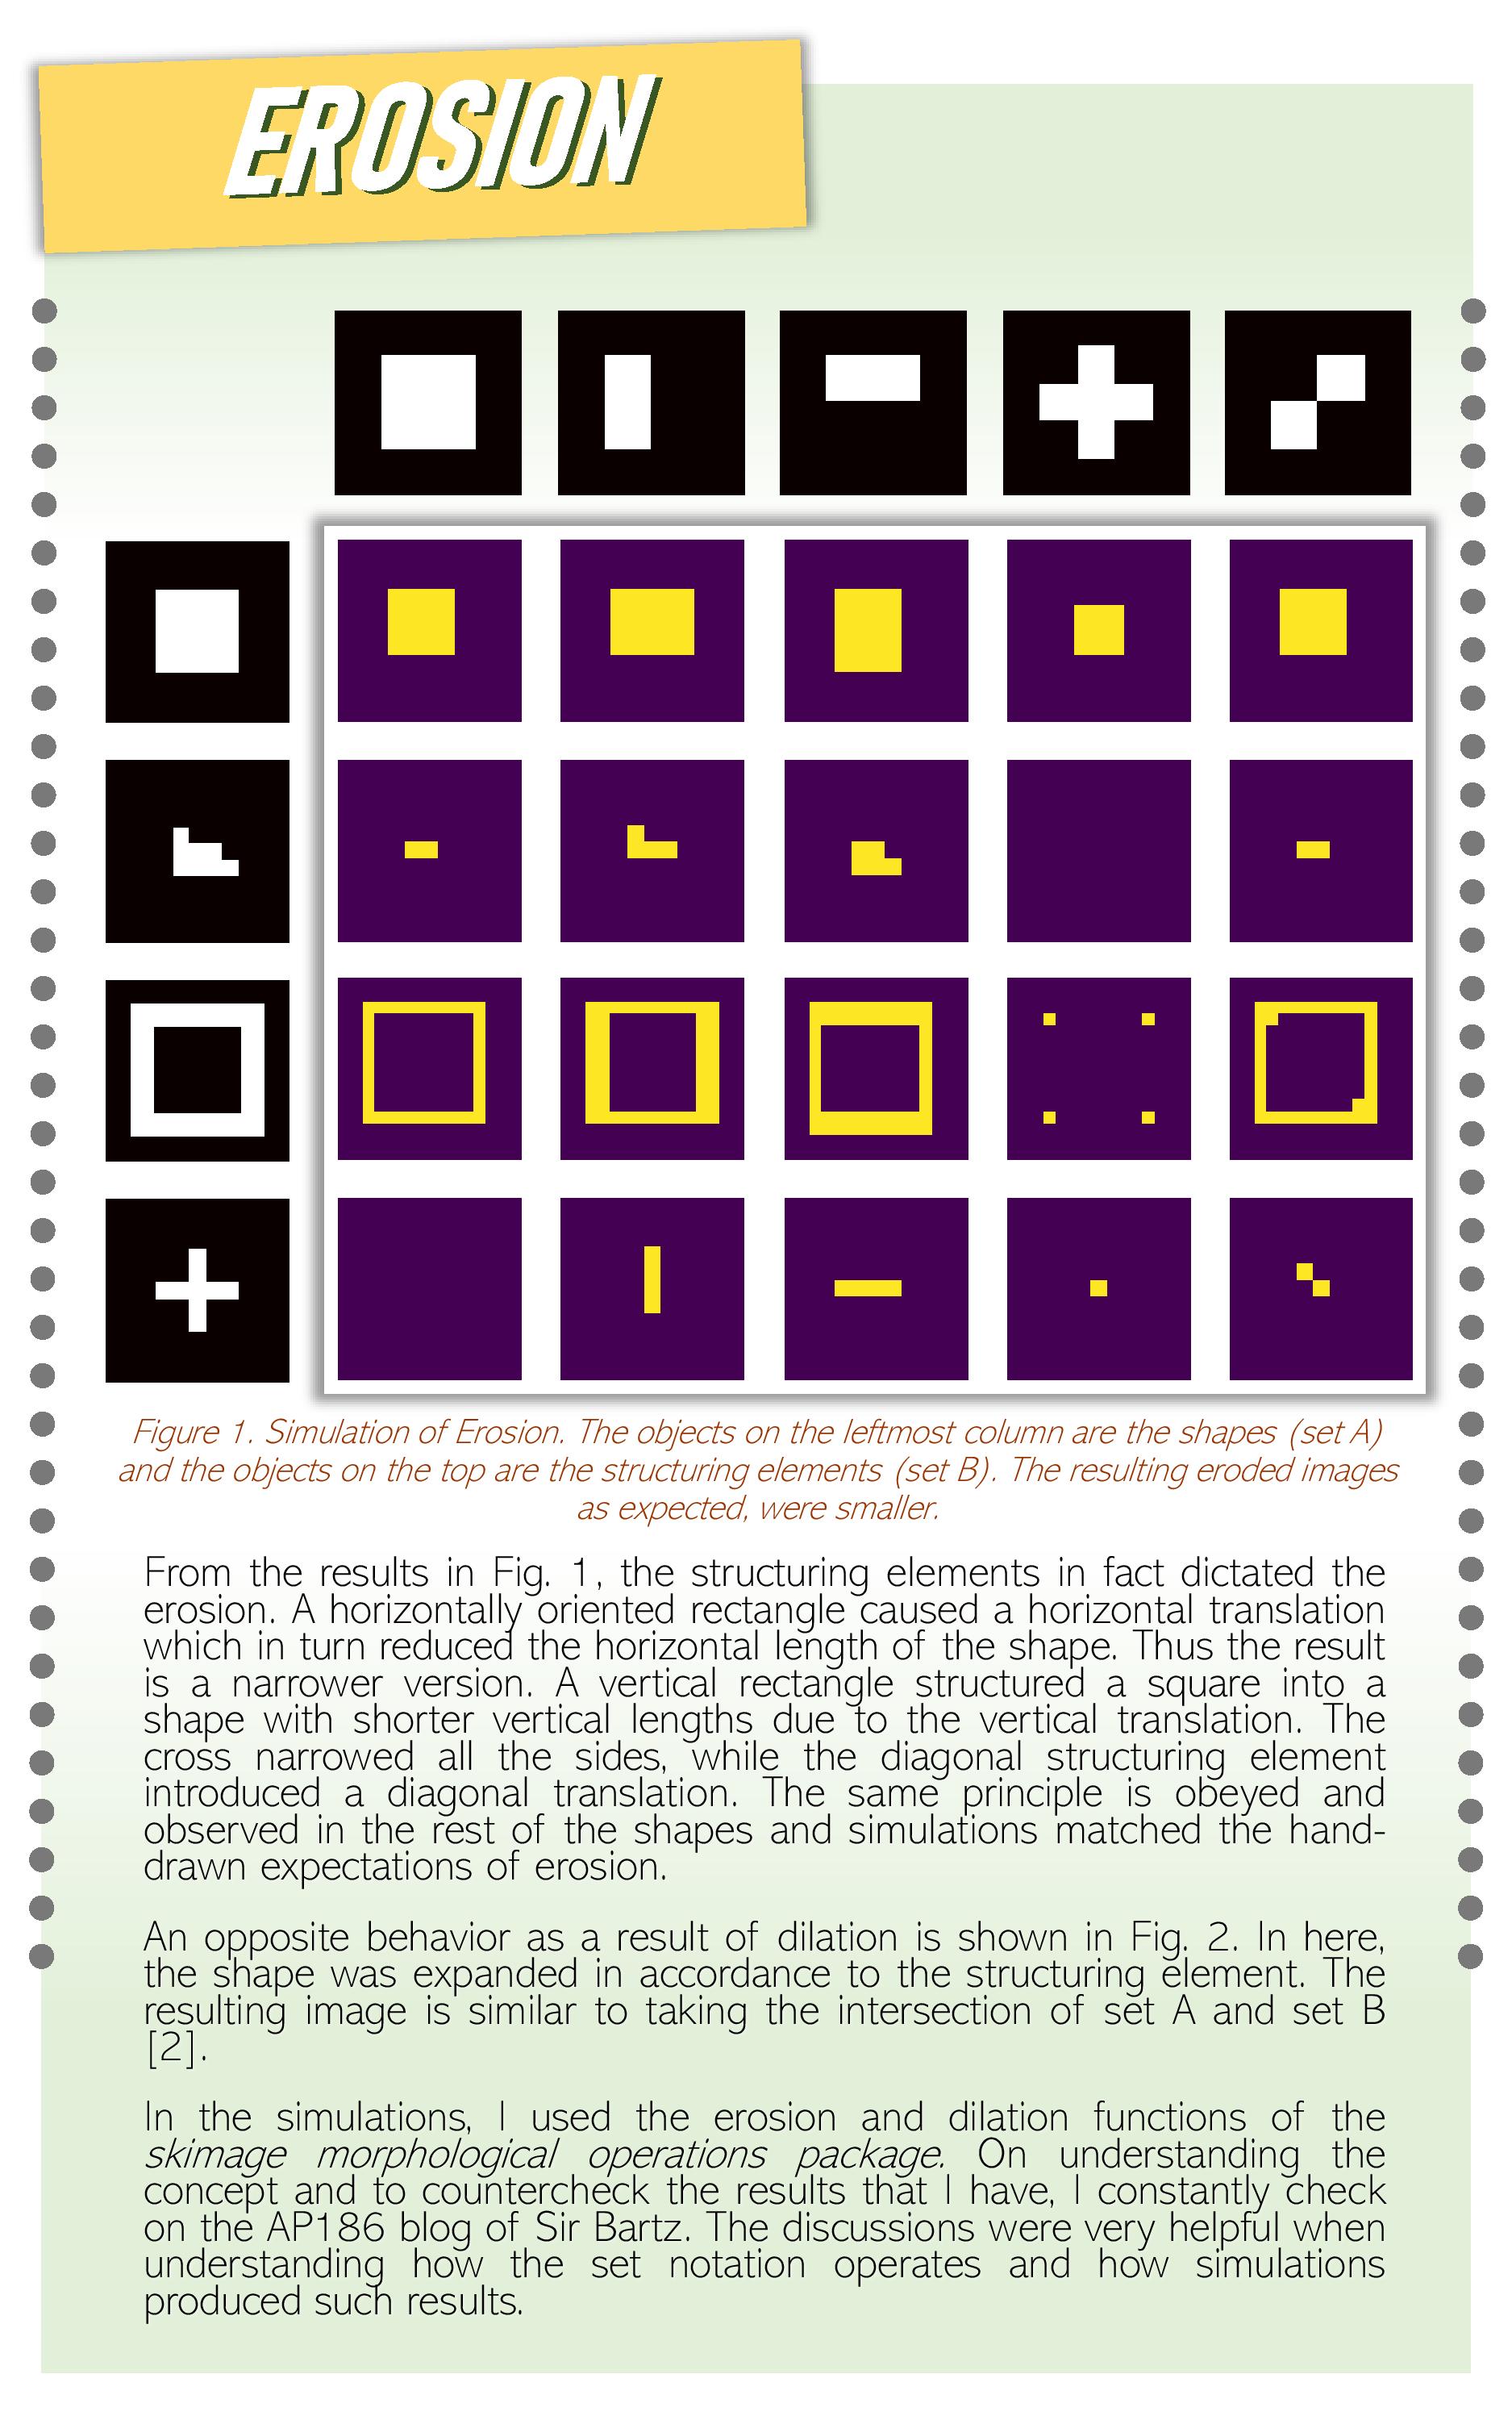 EROSION
Figure 1. Simulation of Erosion. The objects on the leftmost column are the shapes (set A)
and the objects on the top are the structuring elements (set B). The resulting eroded images
as expected, were smaller.
From the results in Fig. 1, the structuring elements in fact dictated the
erosion. A horizontally oriented rectangle caused a horizontal translation
which in turn reduced the horizontal length of the shape. Thus the result
is a narrower version. A vertical rectangle structured a square into a
shape with shorter vertical lengths due to the vertical translation. The
cross narrowed all the sides, while the diagonal structuring element
introduced a diagonal translation. The same principle is obeyed and
observed in the rest of the shapes and simulations matched the hand-
drawn expectations of erosion.
An opposite behavior as a result of dilation is shown in Fig. 2. In here,
the shape was expanded in accordance to the structuring element. The
resulting image is similar to taking the intersection of set A and set B
[2].
In the simulations, I used the erosion and dilation functions of the
skimage morphological operations package. On understanding the
concept and to countercheck the results that I have, I constantly check
on the AP186 blog of Sir Bartz. The discussions were very helpful when
understanding how the set notation operates and how simulations
produced such results.